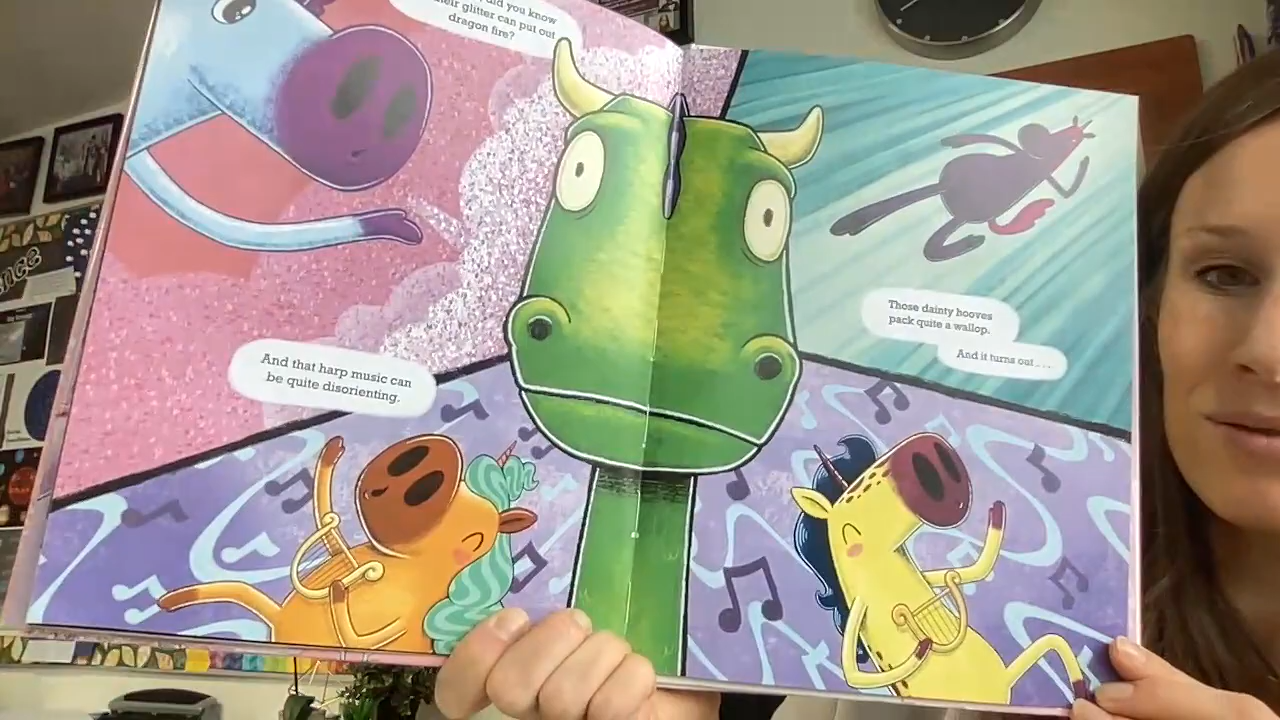 did you know
their glitter can put out
dragon fire?
And that harp music can
be quite disorienting.
Those dainty hooves
pack quite a wallop.
And it turns out . . .